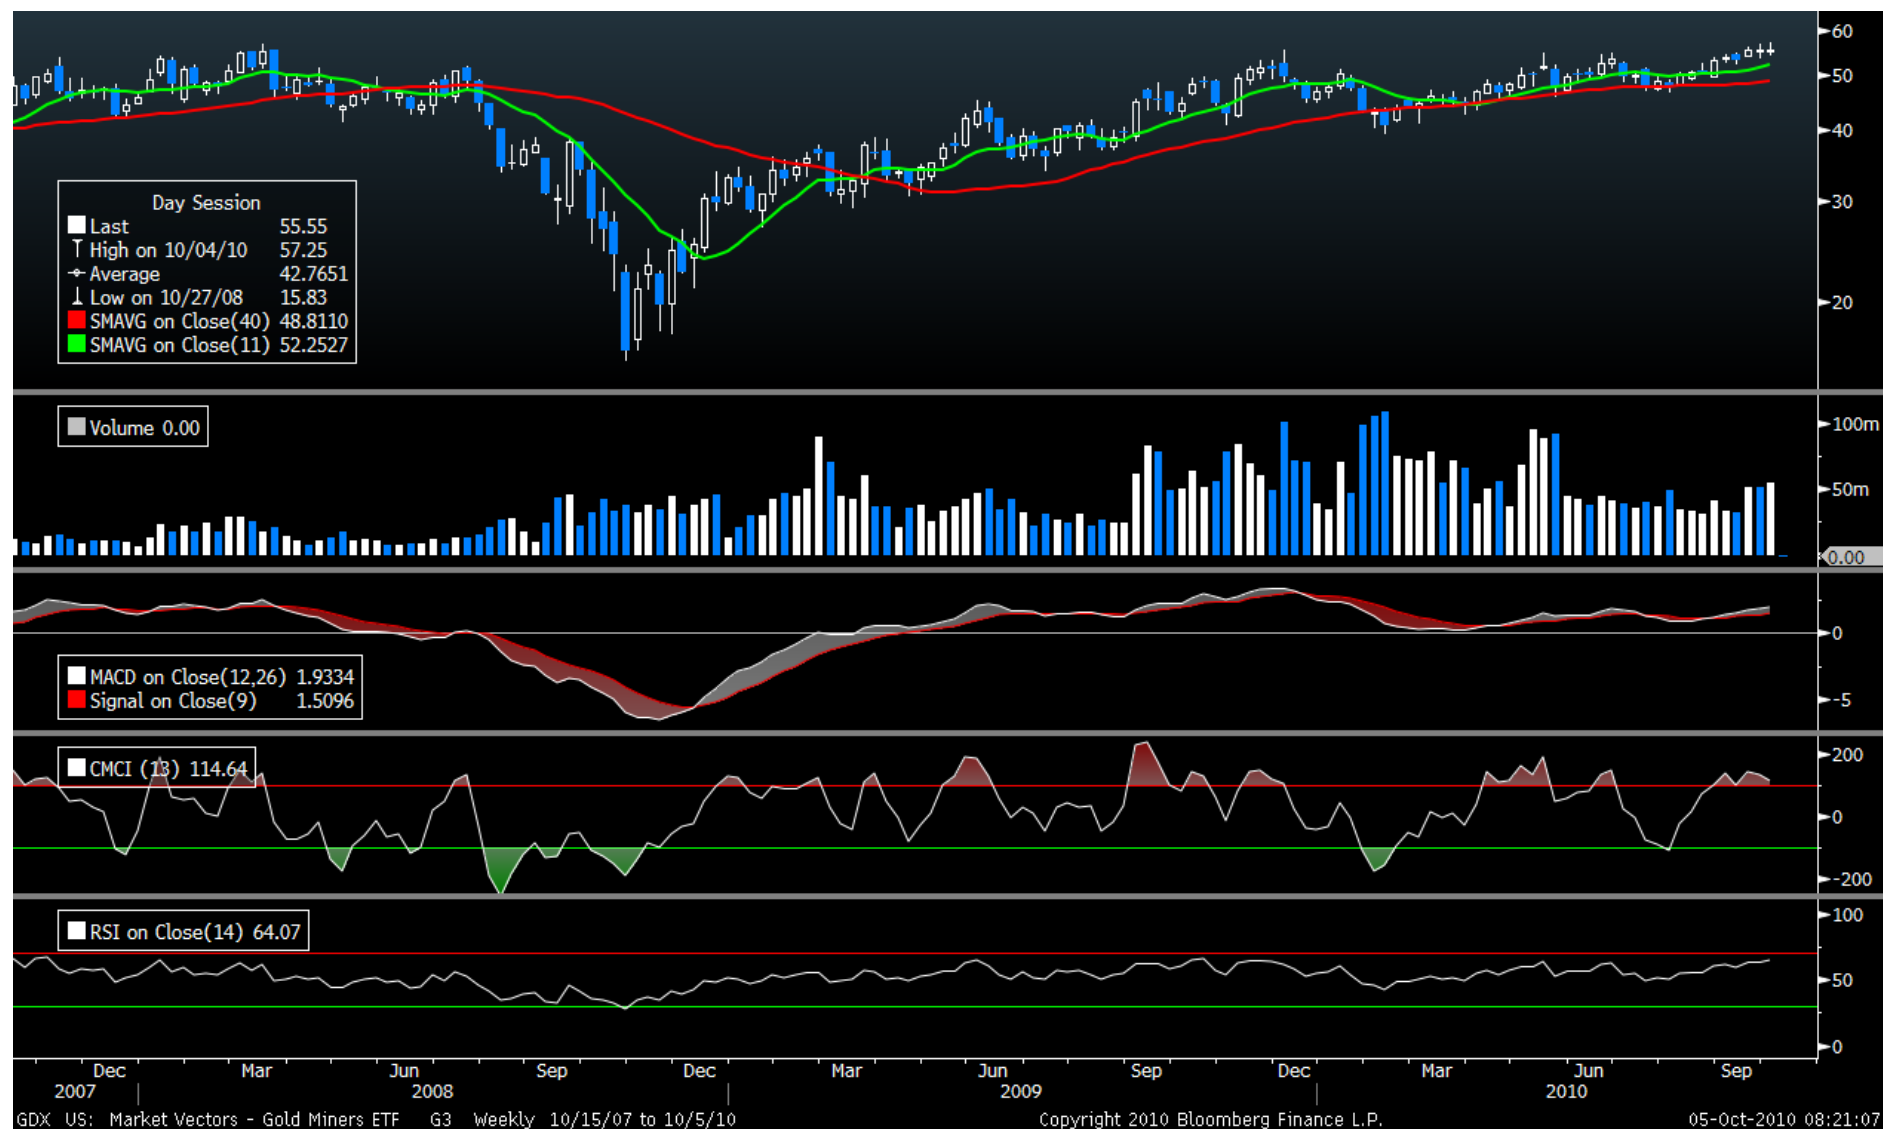 60
50
40
30
20
Day Session
Last 55.55
High on 10/04/10 57.25
Average 42.7651
Low on 10/27/08 15.83
SMAVG on Close(40) 48.8110
SMAVG on Close(11) 52.2527
Volume 0.00
100m
50m
0.00
MACD on Close(12,26) 1.9334
Signal on Close(9) 1.5096
0
-5
CMCI (13) 114.64
200
0
-200
RSI on Close(14) 64.07
100
50
0
Dec Mar Jun Sep Dec Mar Jun Sep Dec Mar Jun Sep
2007 2008 2009 2010
GDX US: Market Vectors - Gold Miners ETF G3 Weekly 10/15/07 to 10/5/10 Copyright 2010 Bloomberg Finance L.P. 05-Oct-2010 08:21:07